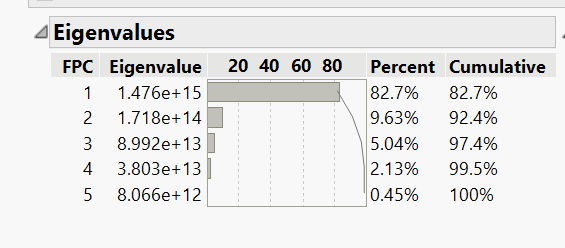 Eigenvalues
FPC Eigenvalue 20 40 60 80 Percent Cumulative
1 1.476e+15 82.7% 82.7%
2 1.718e+14 9.63% 92.4%
3 8.992e+13 5.04% 97.4%
4 3.803e+13 2.13% 99.5%
5 8.066e+12 0.45% 100%